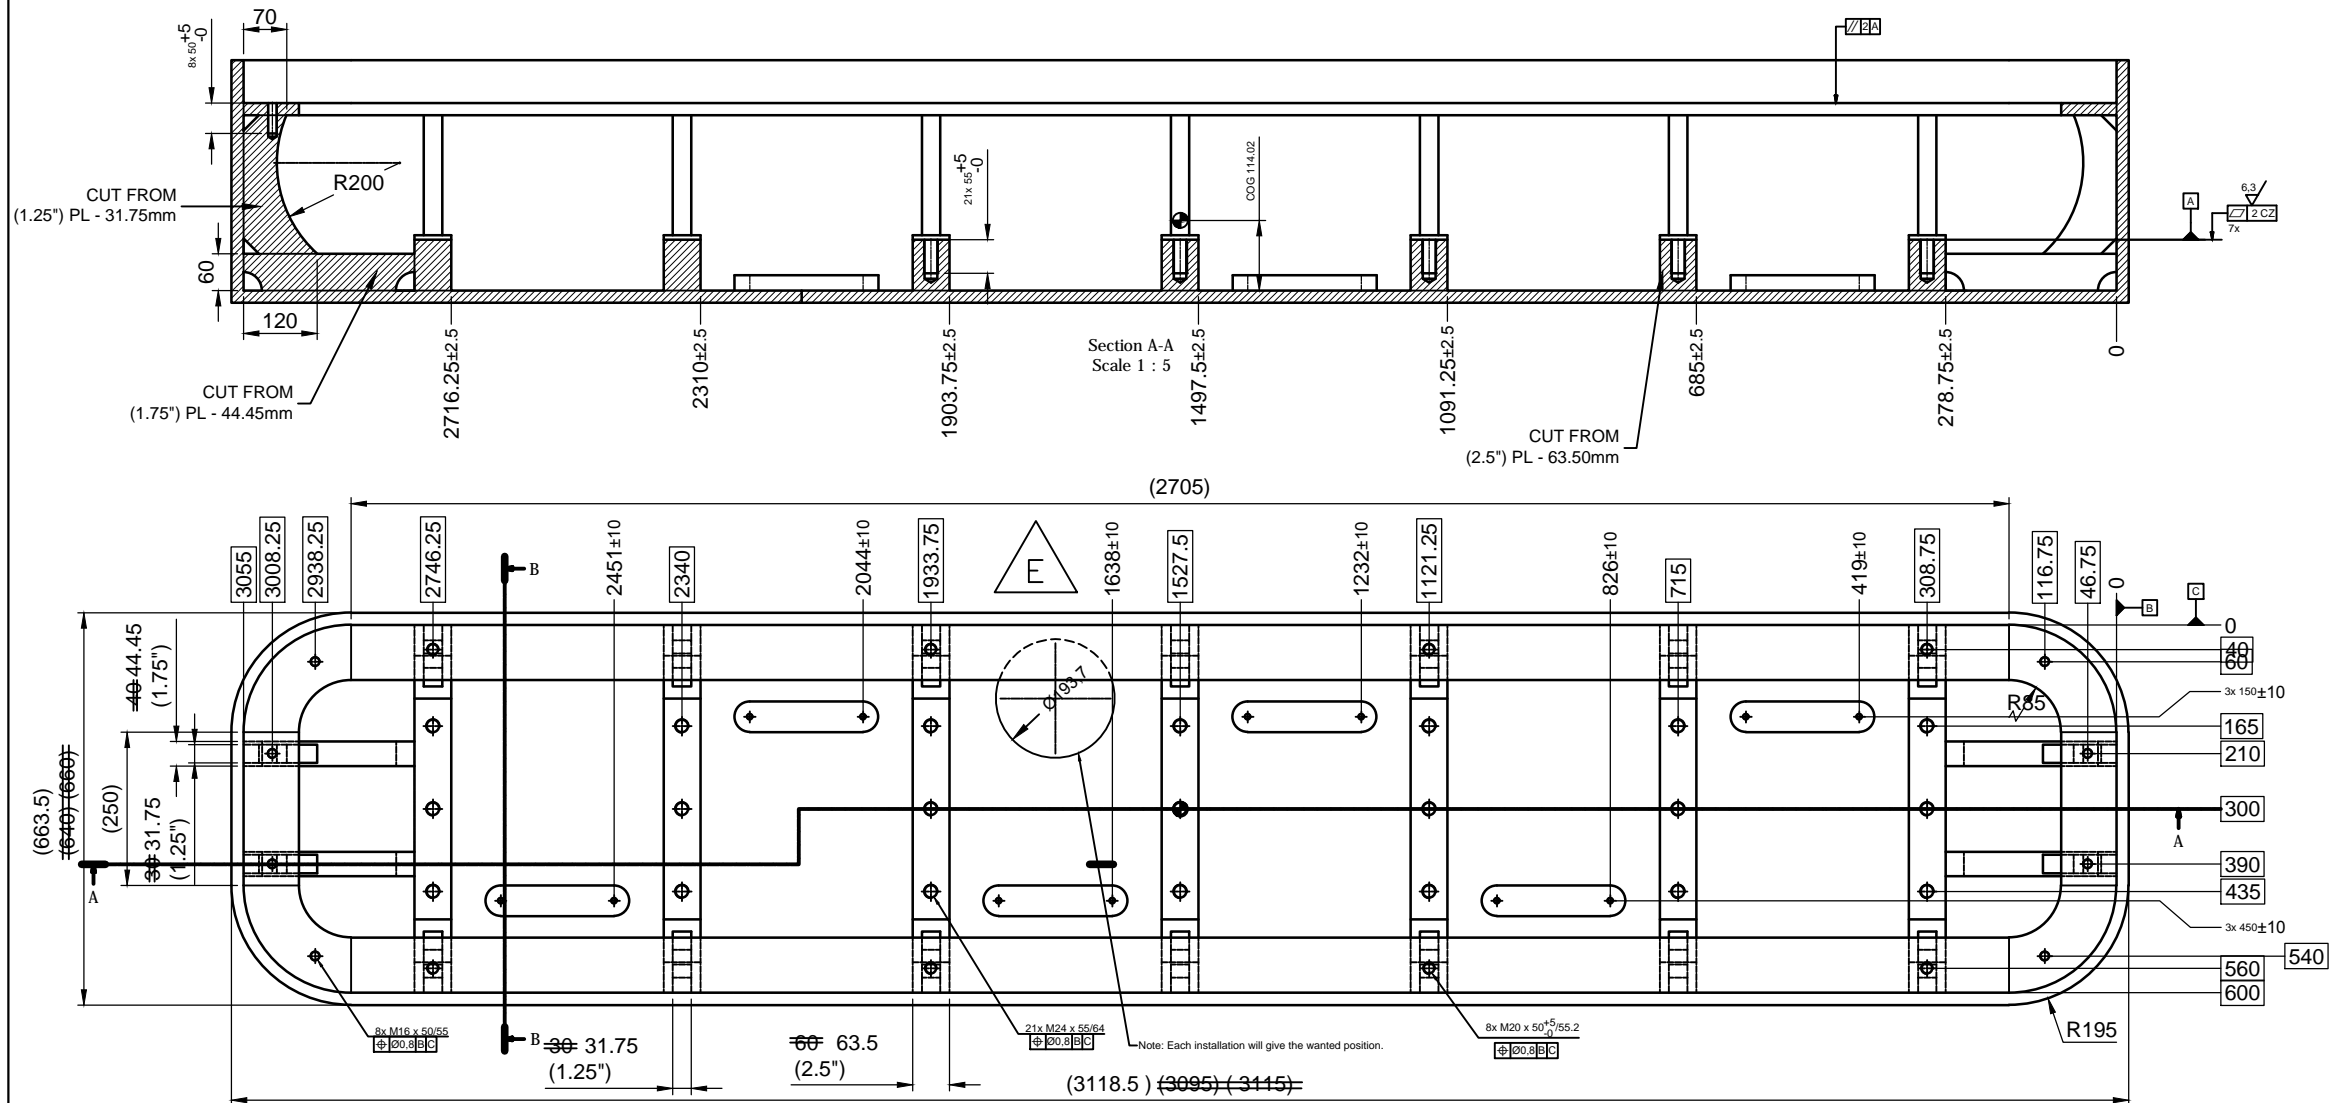 70
8x 50 +5 -0
// 2 A
R200
CUT FROM
(1.25") PL - 31.75mm
21x 55 +5 -0
COG 114.02
A
6,3
2 CZ
7x
60
120
CUT FROM
(1.75") PL - 44.45mm
2716.25±2.5
2310±2.5
1903.75±2.5
Section A-A
Scale 1 : 5
1497.5±2.5
1091.25±2.5
685±2.5
278.75±2.5
0
CUT FROM
(2.5") PL - 63.50mm
(2705)
3055
3008.25
2938.25
2746.25
B
2451±10
2340
2044±10
1933.75
E
1638±10
1527.5
1232±10
1121.25
826±10
715
419±10
308.75
116.75
46.75
0
B
C
0
40
60
3x 150±10
165
210
300
A
390
435
3x 450±10
540
560
600
R85
R195
Ø193,7
40 44.45
(1.75")
(663.5)
(640) (660)
(250)
30 31.75
(1.25")
A
8x M16 x 50/55
⌖ Ø0,8 B C
B
30 31.75
(1.25")
60 63.5
(2.5")
21x M24 x 55/64
⌖ Ø0,8 B C
Note: Each installation will give the wanted position.
8x M20 x 50 +5 -0 /55.2
⌖ Ø0,8 B C
(3118.5 ) (3095) ( 3115)